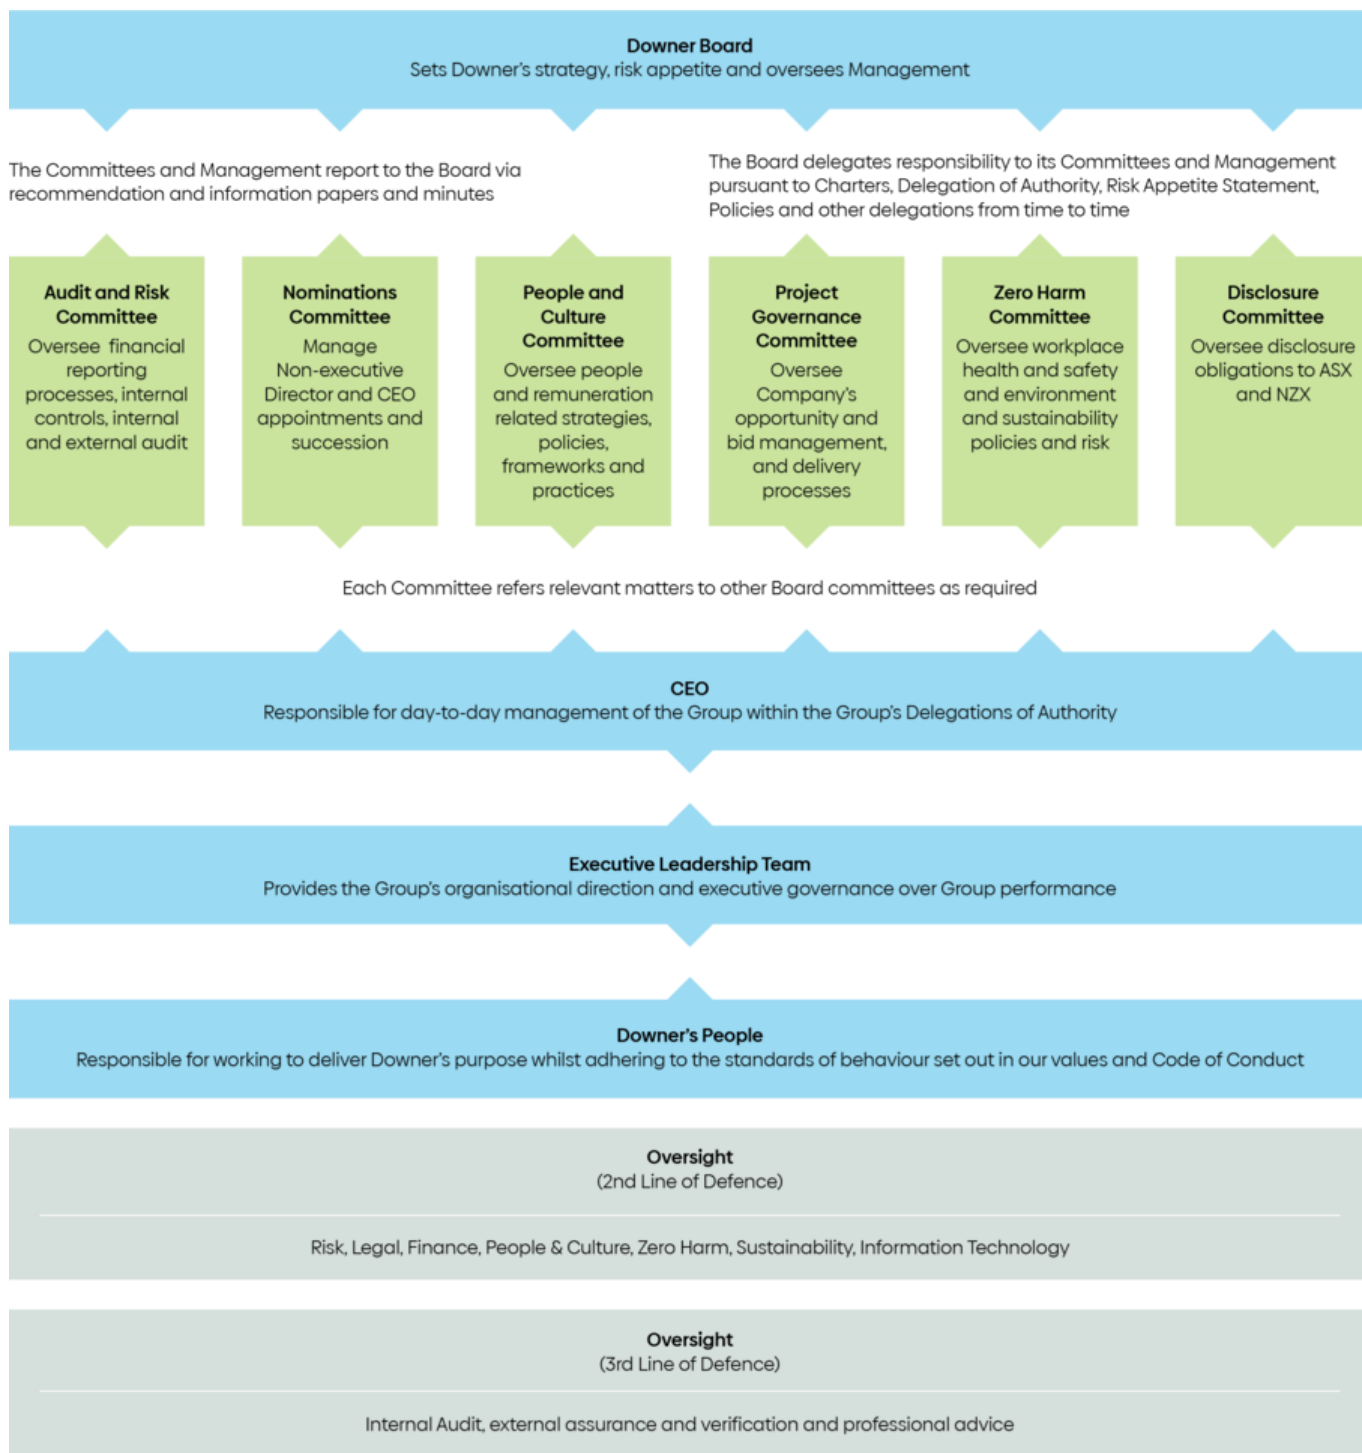 Downer Board
Sets Downer's strategy, risk appetite and oversees Management
The Committees and Management report to the Board via
recommendation and information papers and minutes
The Board delegates responsibility to its Committees and Management
pursuant to Charters, Delegation of Authority, Risk Appetite Statement,
Policies and other delegations from time to time
Audit and Risk
Committee
Oversee financial
reporting
processes, internal
controls, internal
and external audit
Nominations
Committee
Manage
Non-executive
Director and CEO
appointments and
succession
People and
Culture
Committee
Oversee people
and remuneration
related strategies,
policies,
frameworks and
practices
Project
Governance
Committee
Oversee
Company's
opportunity and
bid management,
and delivery
processes
Zero Harm
Committee
Oversee workplace
health and safety
and environment
and sustainability
policies and risk
Disclosure
Committee
Oversee disclosure
obligations to ASX
and NZX
Each Committee refers relevant matters to other Board committees as required
CEO
Responsible for day-to-day management of the Group within the Group's Delegations of Authority
Executive Leadership Team
Provides the Group's organisational direction and executive governance over Group performance
Downer's People
Responsible for working to deliver Downer's purpose whilst adhering to the standards of behaviour set out in our values and Code of Conduct
Oversight
(2nd Line of Defence)
Risk, Legal, Finance, People & Culture, Zero Harm, Sustainability, Information Technology
Oversight
(3rd Line of Defence)
Internal Audit, external assurance and verification and professional advice